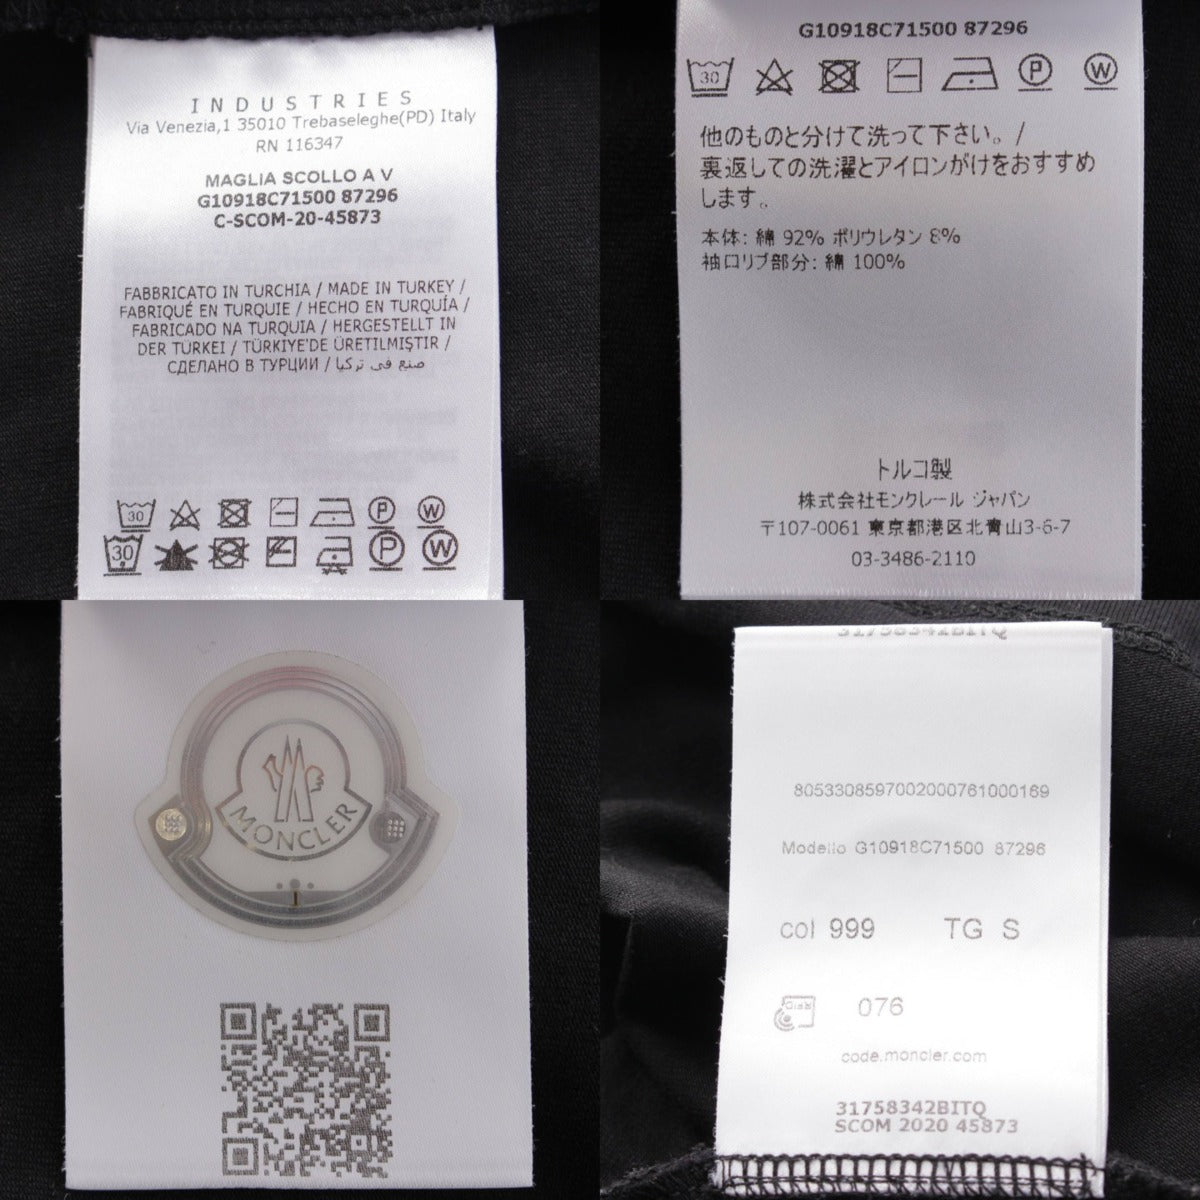 INDUSTRIES
Via Venezia,1 35010 Trebaseleghe(PD) Italy
RN 116347
MAGLIA SCOLLO A V
G10918C71500 87296
C-SCOM-20-45873
FABBRICATO IN TURCHIA / MADE IN TURKEY /
FABRIQUÉ EN TURQUIE / HECHO EN TURQUÍA /
FABRICADO NA TURQUIA / HERGESTELLT IN
DER TÜRKEI / TÜRKIYE'DE ÜRETILMIŞTIR /
СДЕЛАНО В ТУРЦИИ / صنع في تركيا
30 P W
30 P W
G10918C71500 87296
30 P W
他のものと分けて洗って下さい。/
裏返しての洗濯とアイロンがけをおすすめ
します。
本体: 綿 92% ポリウレタン 8%
袖口リブ部分: 綿 100%
トルコ製
株式会社モンクレール ジャパン
〒107-0061 東京都港区北青山3-6-7
03-3486-2110
MONCLER
31758342BITQ
8053308597002000761000169
Modello G10918C71500 87296
col 999 TG S
076
code.moncler.com
31758342BITQ
SCOM 2020 45873